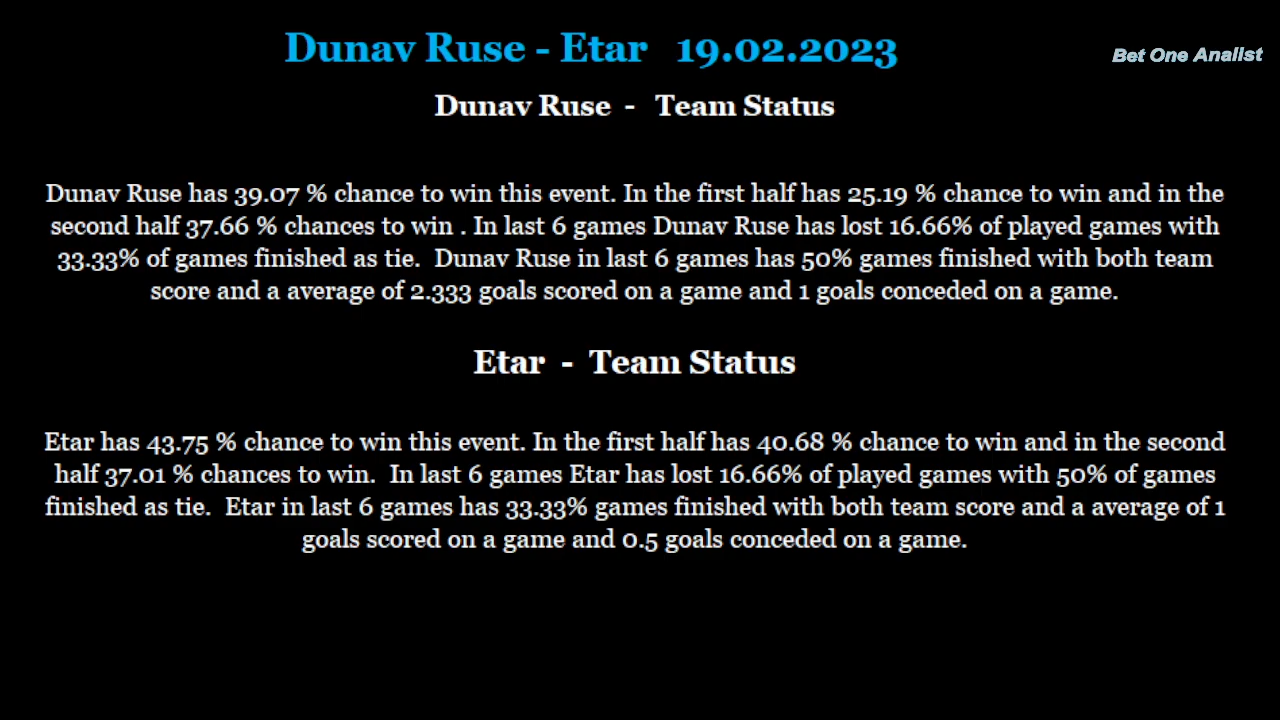 Dunav Ruse - Etar 19.02.2023
Bet One Analist
Dunav Ruse - Team Status
Dunav Ruse has 39.07 % chance to win this event. In the first half has 25.19 % chance to win and in the
second half 37.66 % chances to win . In last 6 games Dunav Ruse has lost 16.66% of played games with
33.33% of games finished as tie. Dunav Ruse in last 6 games has 50% games finished with both team
score and a average of 2.333 goals scored on a game and 1 goals conceded on a game.
Etar - Team Status
Etar has 43.75 % chance to win this event. In the first half has 40.68 % chance to win and in the second
half 37.01 % chances to win. In last 6 games Etar has lost 16.66% of played games with 50% of games
finished as tie. Etar in last 6 games has 33.33% games finished with both team score and a average of 1
goals scored on a game and 0.5 goals conceded on a game.